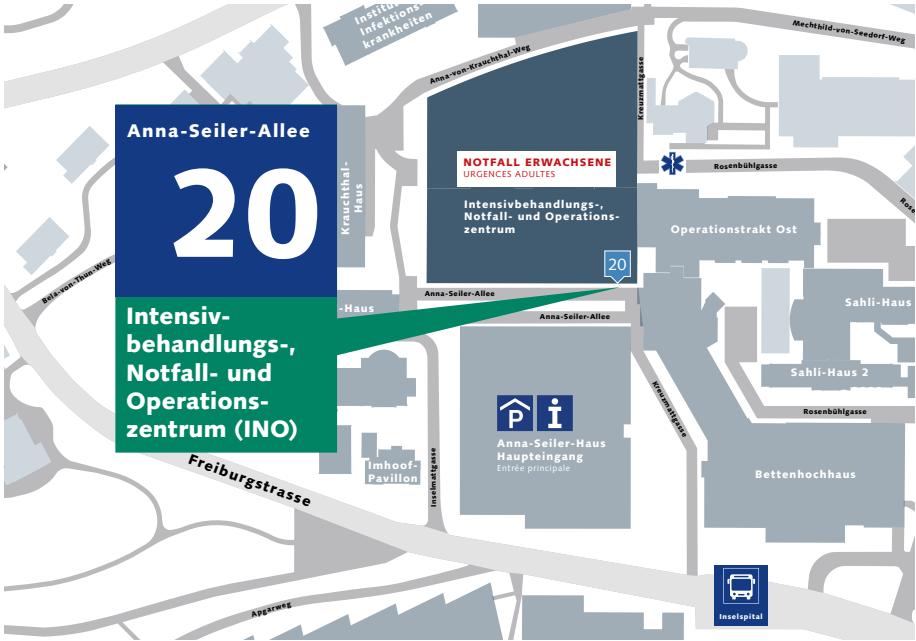 Institut
Infektions-
krankheiten
Mechthild-von-Seedorf-Weg
Anna-von-Krauchthal-Weg
Kreuzmattgasse
Anna-Seiler-Allee
20
Intensiv-
behandlungs-,
Notfall- und
Operations-
zentrum (INO)
Krauchthal-
Haus
NOTFALL ERWACHSENE
URGENCES ADULTES
Intensivbehandlungs-,
Notfall- und Operations-
zentrum
20
Rosenbühlgasse
Operationstrakt Ost
Bela-von-Thun-Weg
-Haus
Anna-Seiler-Allee
Anna-Seiler-Allee
Sahli-Haus
Sahli-Haus 2
Rosenbühlgasse
Kreuzmattgasse
P
i
Anna-Seiler-Haus
Haupteingang
Entrée principale
Bettenhochhaus
Imhoof-
Pavillon
Inselmattgasse
Freiburgstrasse
Apgarweg
Inselspital